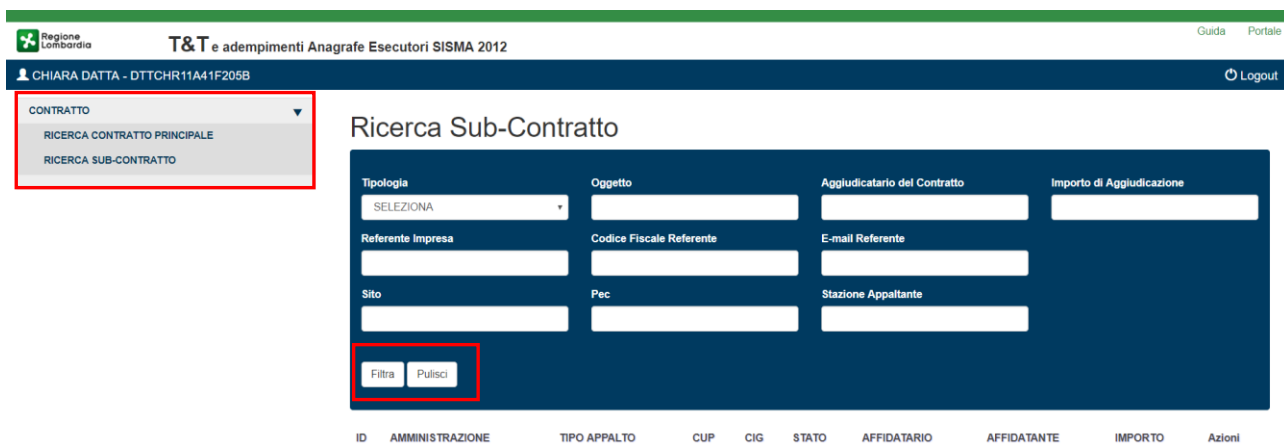 Guida Portale
Regione
Lombardia
T&T e adempimenti Anagrafe Esecutori SISMA 2012
CHIARA DATTA - DTTCHR11A41F205B Logout
CONTRATTO
RICERCA CONTRATTO PRINCIPALE
RICERCA SUB-CONTRATTO
Ricerca Sub-Contratto
Tipologia Oggetto Aggiudicatario del Contratto Importo di Aggiudicazione
SELEZIONA
Referente Impresa Codice Fiscale Referente E-mail Referente
Sito Pec Stazione Appaltante
Filtra Pulisci
ID AMMINISTRAZIONE TIPO APPALTO CUP CIG STATO AFFIDATARIO AFFIDATANTE IMPORTO Azioni